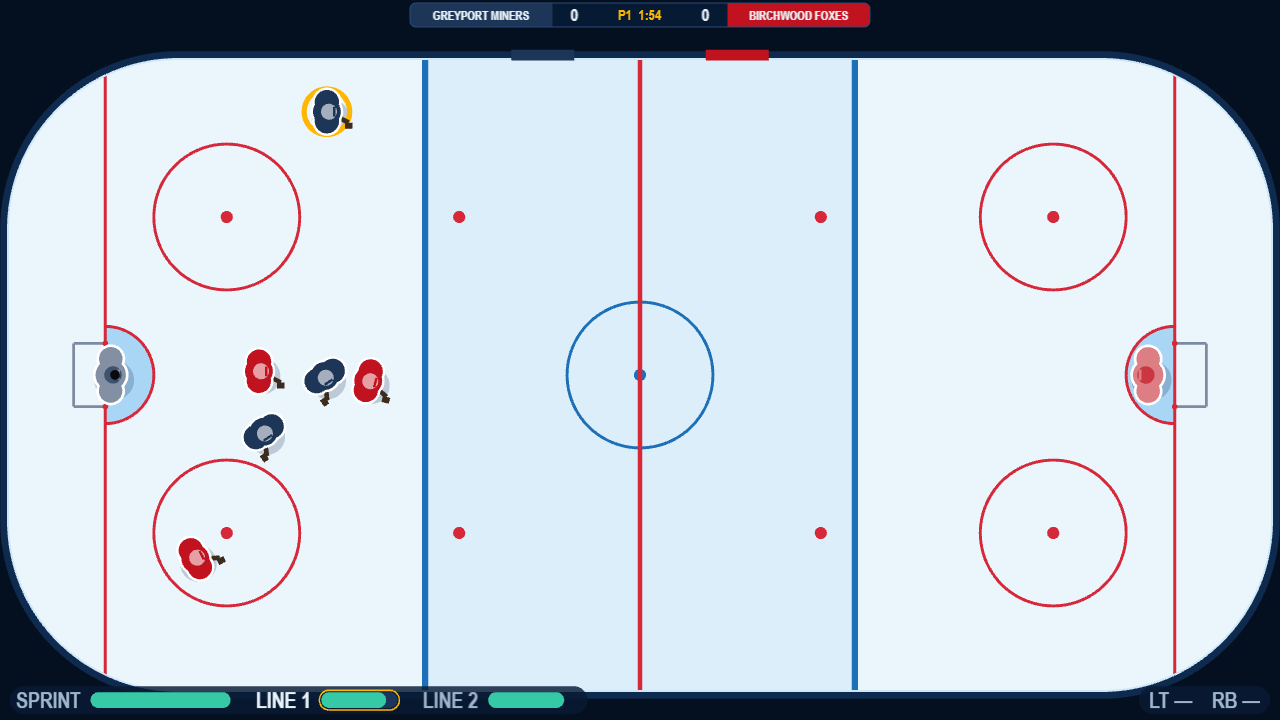 GREYPORT MINERS 0 P1 1:54 0 BIRCHWOOD FOXES
SPRINT LINE 1 LINE 2 LT — RB —